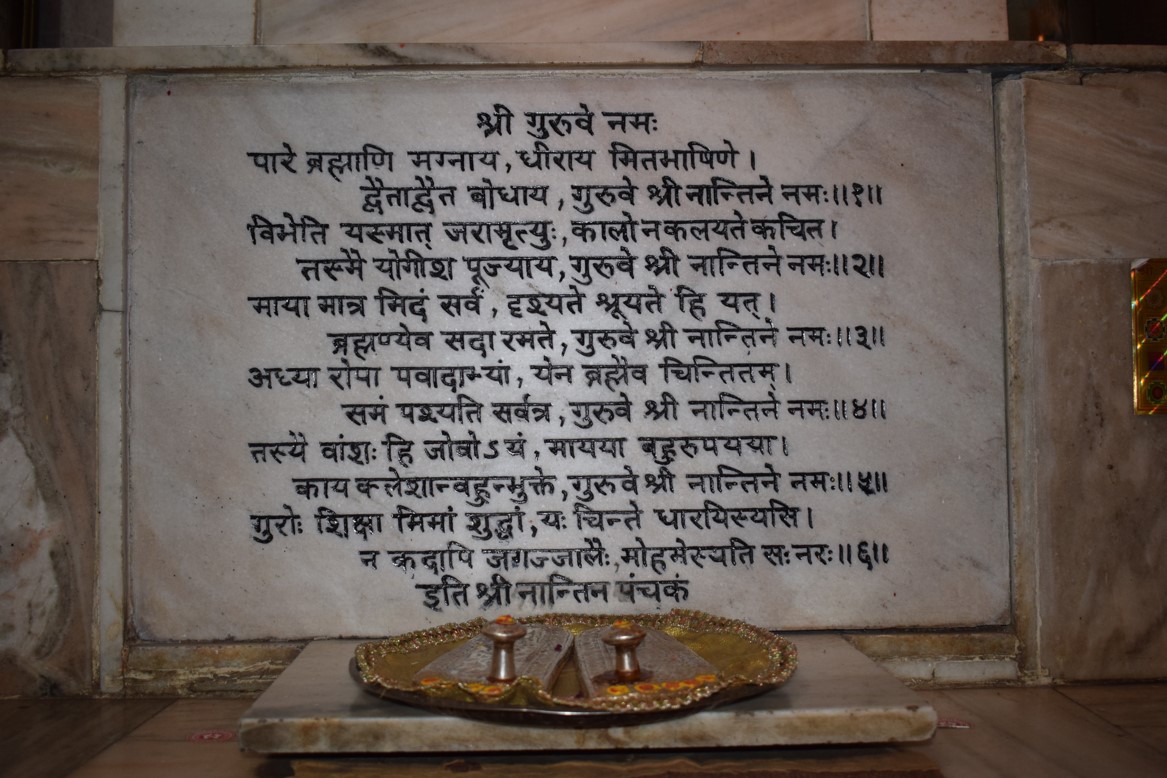 श्री गुरुवे नमः
पारे ब्रह्माणि मग्नाय, धीराय मितभाषिणे।
द्वैताद्वैत बोधाय, गुरुवे श्री नान्तिने नमः॥१॥
विभेति यस्मात् जरामृत्युः, कालो न कलयते कचित।
तस्मै योगीश पूज्याय, गुरुवे श्री नान्तिने नमः॥२॥
माया मात्र मिदं सर्वं, दृश्यते श्रूयते हि यत्।
ब्रह्मण्येव सदा रमते, गुरुवे श्री नान्तिने नमः॥३॥
अध्या रोपा पवादाभ्यां, येन ब्रह्मैव चिन्तितम्।
समं पश्यति सर्वत्र, गुरुवे श्री नान्तिने नमः॥४॥
तस्यै वांशः हि जोबोऽयं, मायया बहुरुपयया।
काय क्लेशान्वहुन्भुक्ते, गुरुवे श्री नान्तिने नमः॥५॥
गुरोः शिक्षा मिमां शुद्धां, यः चिन्ते धारयिस्यसि।
न कदापि जगज्जालैः, मोहमेस्यति सः नरः॥६॥
इति श्री नान्तिन पंचकं